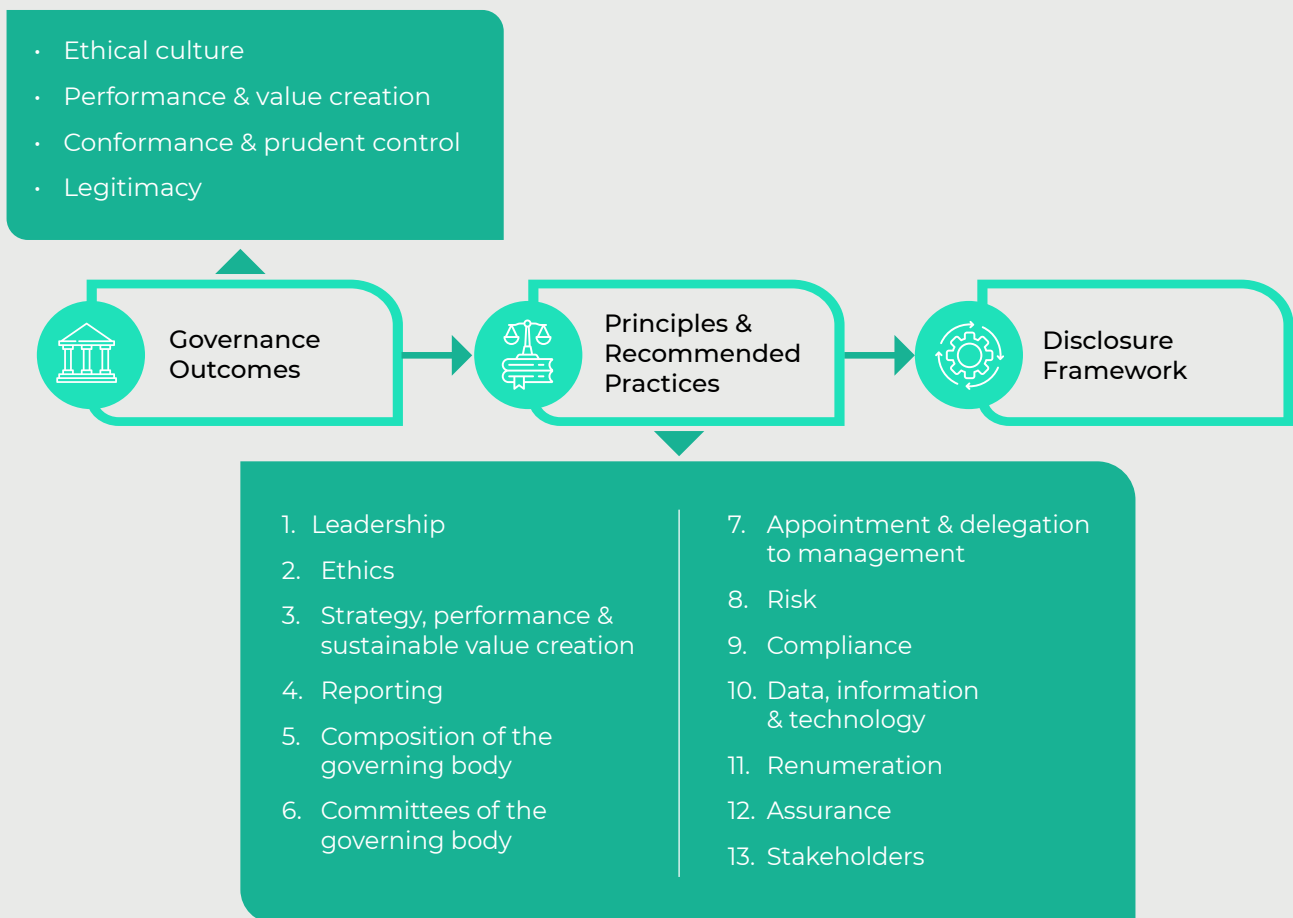 • Ethical culture
• Performance & value creation
• Conformance & prudent control
• Legitimacy
Governance
Outcomes
Principles &
Recommended
Practices
Disclosure
Framework
1. Leadership
2. Ethics
3. Strategy, performance &
sustainable value creation
4. Reporting
5. Composition of the
governing body
6. Committees of the
governing body
7. Appointment & delegation
to management
8. Risk
9. Compliance
10. Data, information
& technology
11. Renumeration
12. Assurance
13. Stakeholders